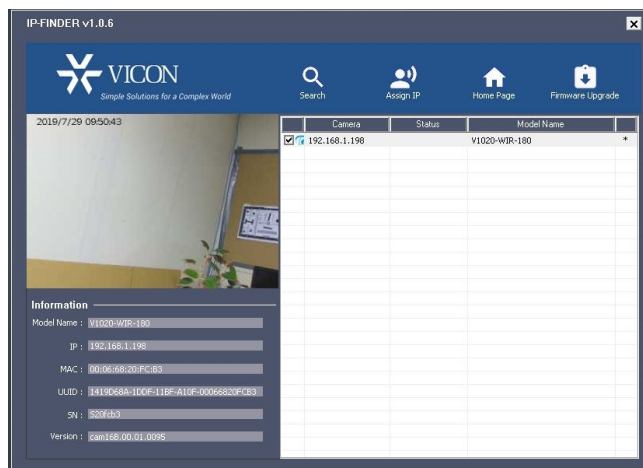 IP-FINDER v1.0.6
VICON
Simple Solutions for a Complex World
Search
Assign IP
Home Page
Firmware Upgrade
2019/7/29 09:50:43
Camera Status Model Name
192.168.1.198 V1020-WIR-180 *
Information
Model Name : V1020-WIR-180
IP : 192.168.1.198
MAC : 00:06:68:20:FC:B3
UUID : 1419D68A-1DDF-11BF-A10F-00066820FCB3
SN : 520fcb3
Version : cam168.00.01.0095